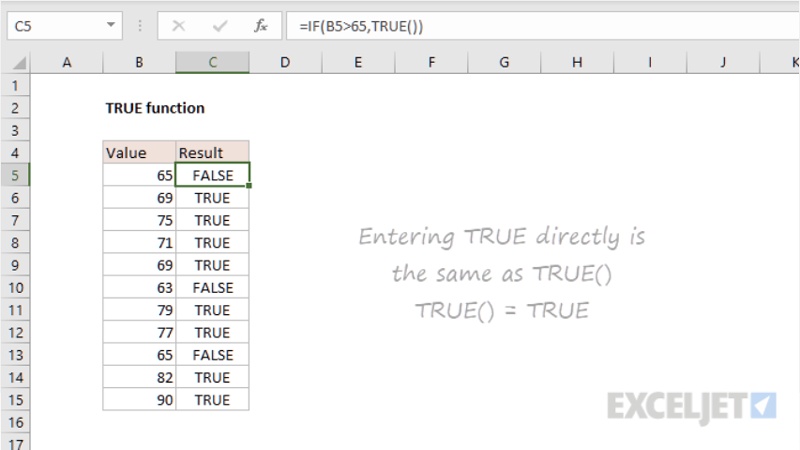 C5 fx =IF(B5>65,TRUE())
A B C D E F G H I J K
1
2 TRUE function
3
4 Value Result
5 65 FALSE
6 69 TRUE
7 75 TRUE
8 71 TRUE
9 69 TRUE
10 63 FALSE
11 79 TRUE
12 77 TRUE
13 65 FALSE
14 82 TRUE
15 90 TRUE
16
17
Entering TRUE directly is
the same as TRUE()
TRUE() = TRUE
EXCELJET